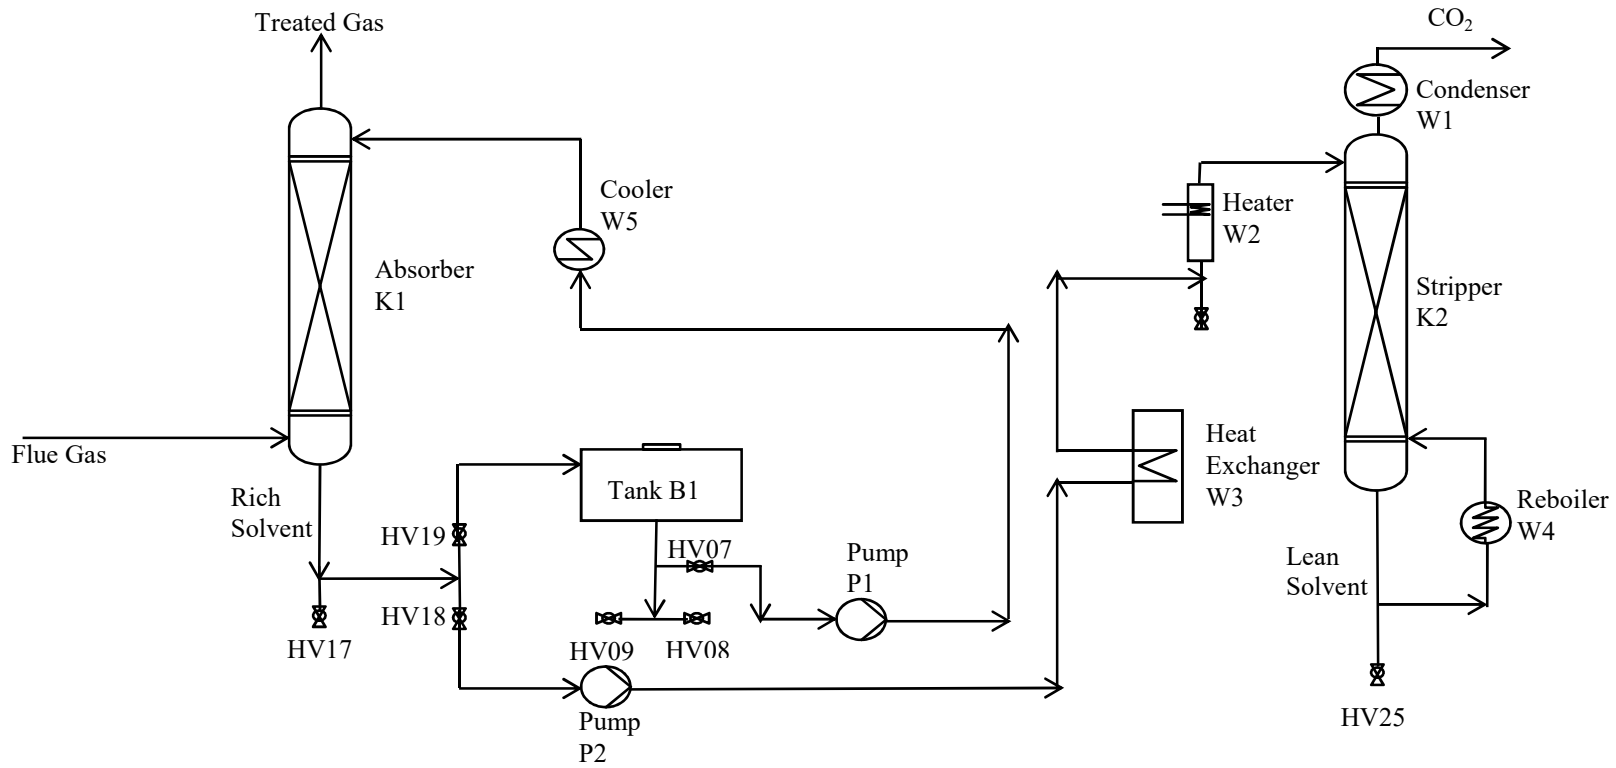 Treated Gas
CO₂
Condenser
W1
Cooler
W5
Heater
W2
Absorber
K1
Stripper
K2
Flue Gas
Heat
Exchanger
W3
Rich
Solvent
Tank B1
Reboiler
W4
HV19
HV07
Pump
P1
Lean
Solvent
HV18
HV17
HV09
HV08
HV25
Pump
P2